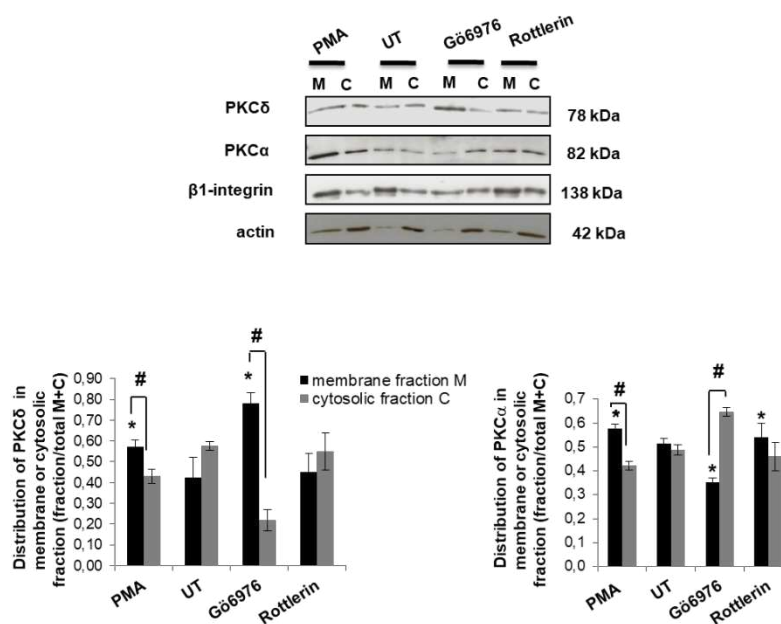 PMA UT Gö6976 Rottlerin
M C M C M C M C
PKCδ 78 kDa
PKCα 82 kDa
β1-integrin 138 kDa
actin 42 kDa
Distribution of PKCδ in
membrane or cytosolic
fraction (fraction/total M+C)
0,90
0,80
0,70
0,60
0,50
0,40
0,30
0,20
0,10
0,00
#
*
#
*
PMA
UT
Gö6976
Rottlerin
membrane fraction M
cytosolic fraction C
Distribution of PKCα in
membrane or cytosolic
fraction (fraction/total M+C)
0,7
0,6
0,5
0,4
0,3
0,2
0,1
0,0
#
*
#
*
*
PMA
UT
Gö6976
Rottlerin